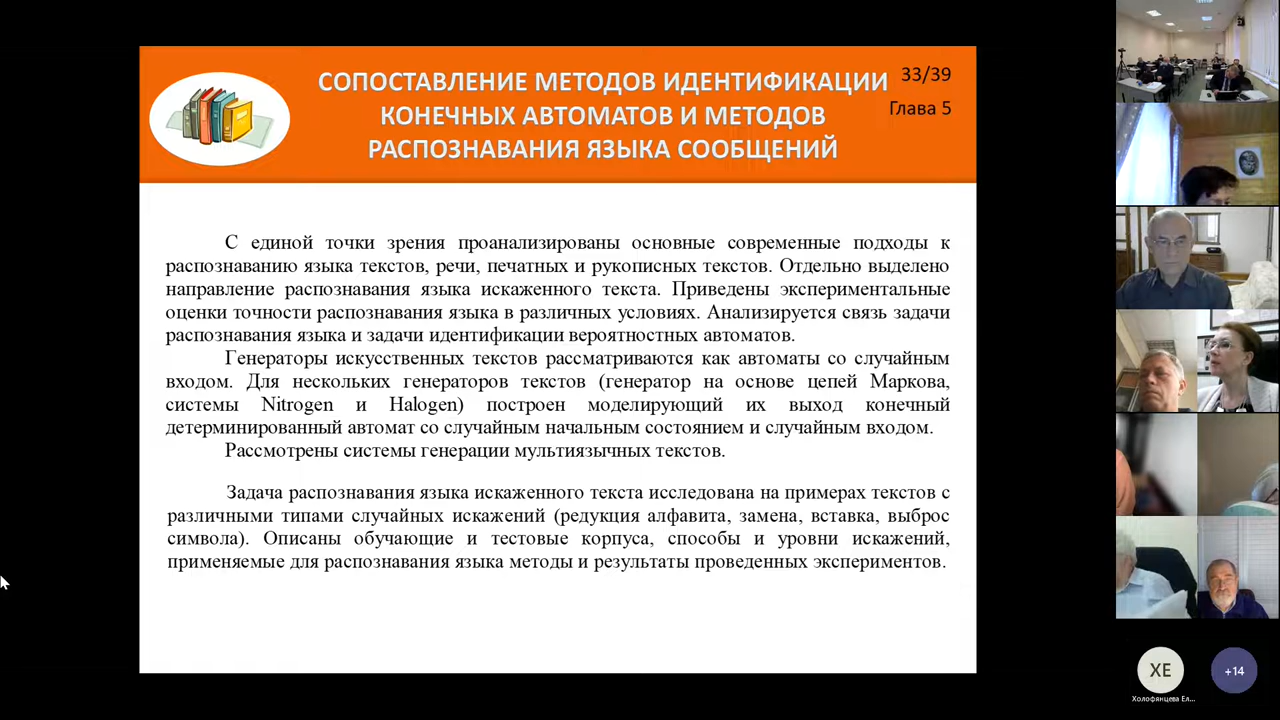 СОПОСТАВЛЕНИЕ МЕТОДОВ ИДЕНТИФИКАЦИИ
КОНЕЧНЫХ АВТОМАТОВ И МЕТОДОВ
РАСПОЗНАВАНИЯ ЯЗЫКА СООБЩЕНИЙ
33/39
Глава 5
С единой точки зрения проанализированы основные современные подходы к
распознаванию языка текстов, речи, печатных и рукописных текстов. Отдельно выделено
направление распознавания языка искаженного текста. Приведены экспериментальные
оценки точности распознавания языка в различных условиях. Анализируется связь задачи
распознавания языка и задачи идентификации вероятностных автоматов.
Генераторы искусственных текстов рассматриваются как автоматы со случайным
входом. Для нескольких генераторов текстов (генератор на основе цепей Маркова,
системы Nitrogen и Halogen) построен моделирующий их выход конечный
детерминированный автомат со случайным начальным состоянием и случайным входом.
Рассмотрены системы генерации мультиязычных текстов.
Задача распознавания языка искаженного текста исследована на примерах текстов с
различными типами случайных искажений (редукция алфавита, замена, вставка, выброс
символа). Описаны обучающие и тестовые корпуса, способы и уровни искажений,
применяемые для распознавания языка методы и результаты проведенных экспериментов.
ХЕ
+14
Холофянцева Ел...